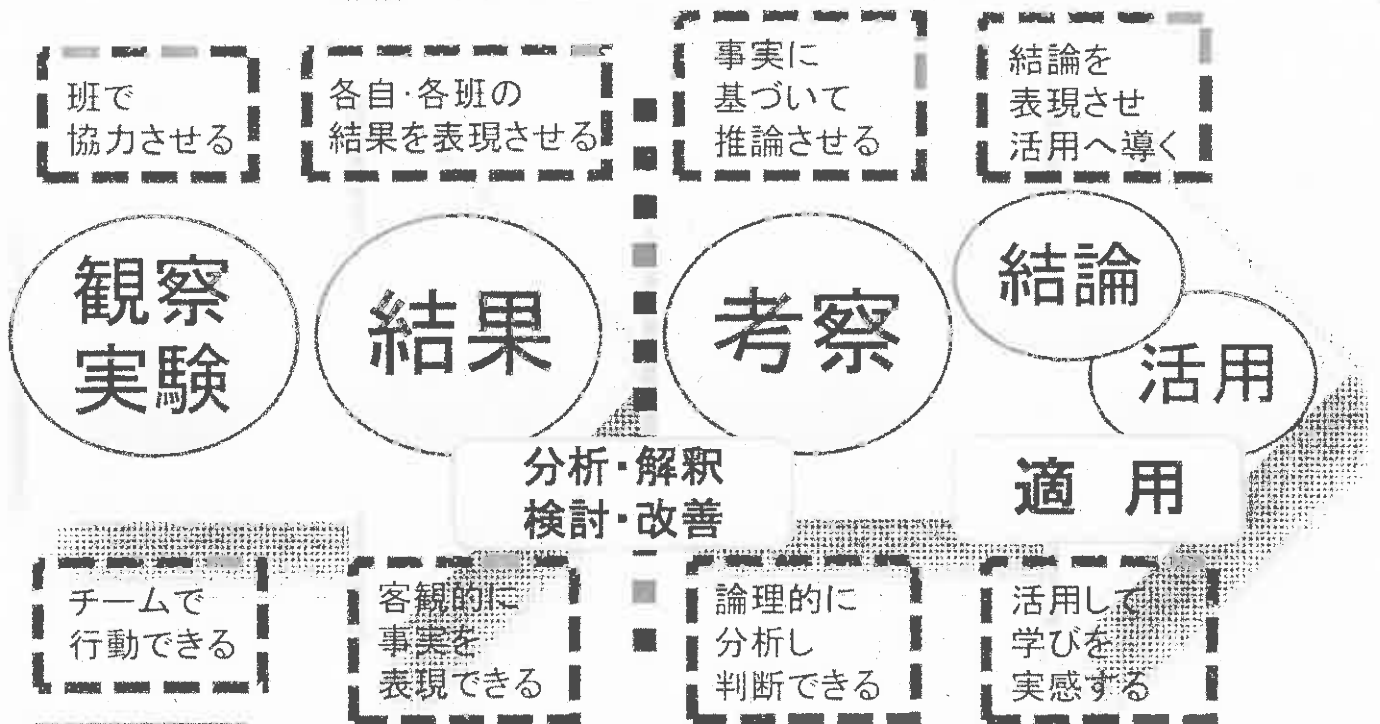 班で
協力させる
各自・各班の
結果を表現させる
事実に
基づいて
推論させる
結論を
表現させ
活用へ導く
観察
実験
結果
考察
結論
活用
分析・解釈
検討・改善
適 用
チームで
行動できる
客観的に
事実を
表現できる
論理的に
分析し
判断できる
活用して
学びを
実感する